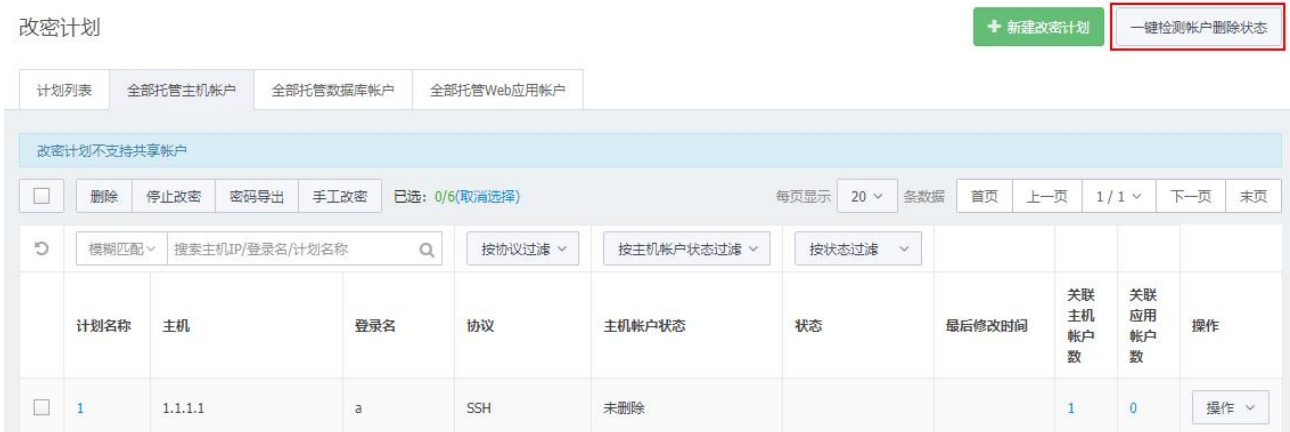 改密计划
新建改密计划
一键检测帐户删除状态
计划列表 全部托管主机帐户 全部托管数据库帐户 全部托管Web应用帐户
改密计划不支持共享帐户
删除 停止改密 密码导出 手工改密 已选：0/6(取消选择) 每页显示 20 条数据 首页 上一页 1 / 1 下一页 末页
模糊匹配 搜索主机IP/登录名/计划名称 按协议过滤 按主机帐户状态过滤 按状态过滤
计划名称 主机 登录名 协议 主机帐户状态 状态 最后修改时间 关联主机帐户数 关联应用帐户数 操作
1 1.1.1.1 a SSH 未删除 1 0 操作